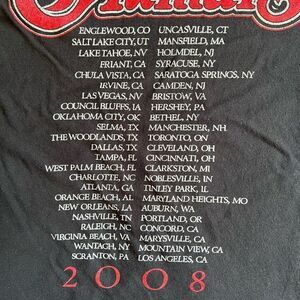 ENGLEWOOD, CO UNCASVILLE, CT
SALT LAKE CITY, UT MANSFIELD, MA
LAKE TAHOE, NV HOLMDEL, NJ
FRIANT, CA SYRACUSE, NY
CHULA VISTA, CA SARATOGA SPRINGS, NY
IRVINE, CA CAMDEN, NJ
LAS VEGAS, NV BRISTOW, VA
COUNCIL BLUFFS, IA HERSHEY, PA
OKLAHOMA CITY, OK BETHEL, NY
SELMA, TX MANCHESTER, NH
THE WOODLANDS, TX TORONTO, ON
DALLAS, TX CLEVELAND, OH
TAMPA, FL CINCINNATI, OH
WEST PALM BEACH, FL CLARKSTON, MI
CHARLOTTE, NC NOBLESVILLE, IN
ATLANTA, GA TINLEY PARK, IL
ORANGE BEACH, AL MARYLAND HEIGHTS, MO
NEW ORLEANS, LA AUBURN, WA
NASHVILLE, TN PORTLAND, OR
RALEIGH, NC CONCORD, CA
VIRGINIA BEACH, VA MARYSVILLE, CA
WANTAGH, NY MOUNTAIN VIEW, CA
SCRANTON, PA LOS ANGELES, CA
2008